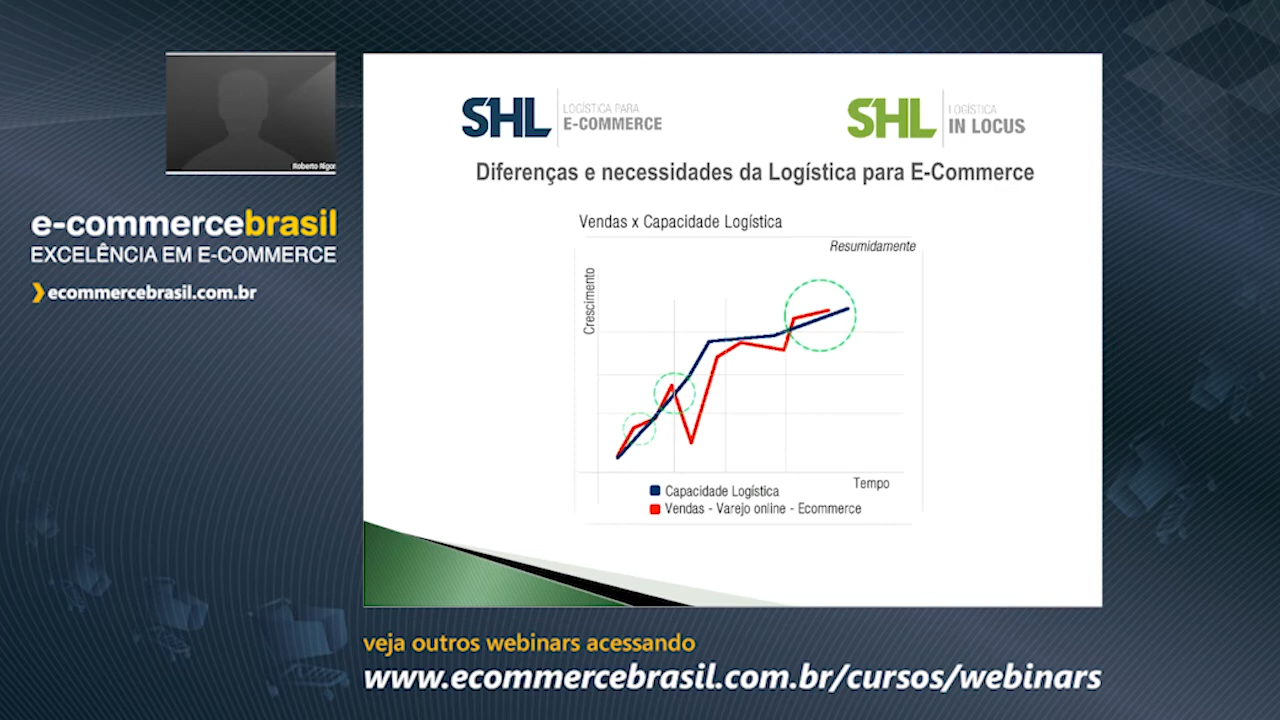 Roberto Rigor
e-commercebrasil
EXCELÊNCIA EM E-COMMERCE
ecommercebrasil.com.br
SHL
LOGÍSTICA PARA
E-COMMERCE
SHL
LOGÍSTICA
IN LOCUS
Diferenças e necessidades da Logística para E-Commerce
Vendas x Capacidade Logística
Resumidamente
Crescimento
Tempo
Capacidade Logística
Vendas - Varejo online - Ecommerce
veja outros webinars acessando
www.ecommercebrasil.com.br/cursos/webinars